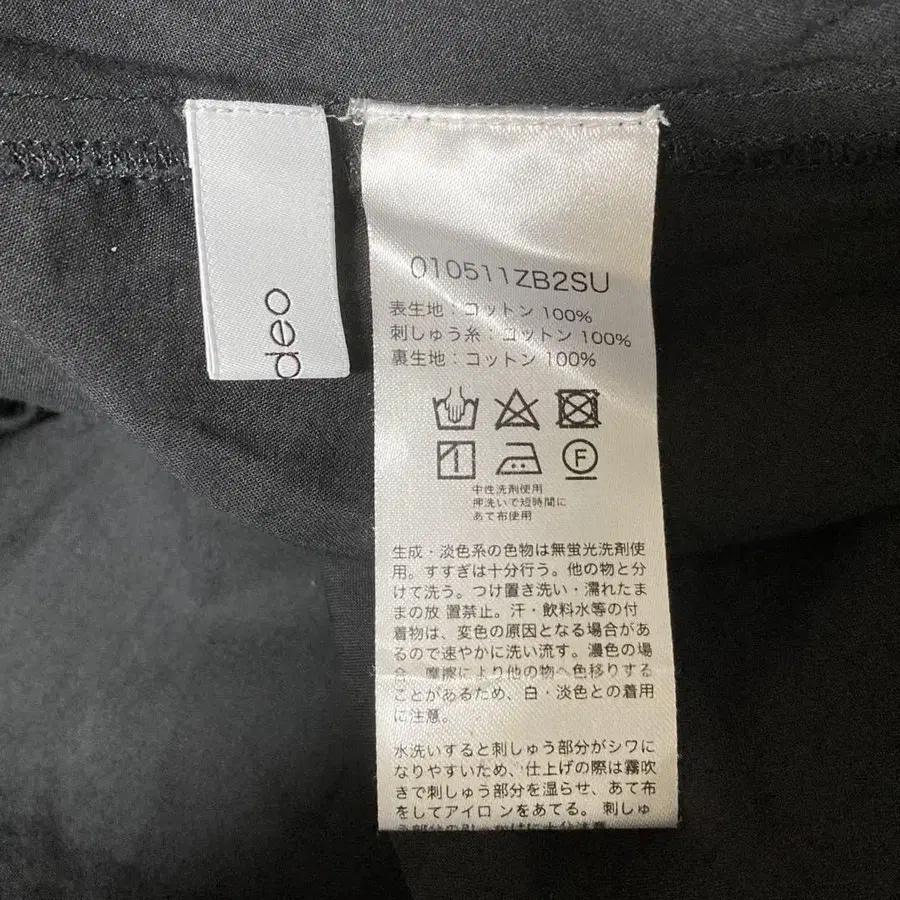 deo
010511ZB2SU
表生地：コットン 100%
刺しゅう糸：コットン 100%
裏生地：コットン 100%
F
中性洗剤使用
押洗いで短時間に
あて布使用
生成・淡色系の色物は無蛍光洗剤使
用。すすぎは十分行う。他の物と分
けて洗う。つけ置き洗い・濡れたま
まの放 置禁止。汗・飲料水等の付
着物は、変色の原因となる場合があ
るので速やかに洗い流す。濃色の場
合、摩擦により他の物へ色移りする
ことがあるため、白・淡色との着用
に注意。
水洗いすると刺しゅう部分がシワに
なりやすいため、仕上げの際は霧吹
きで刺しゅう部分を湿らせ、あて布
をしてアイロ ンをあてる。 刺しゅ
う部分の引